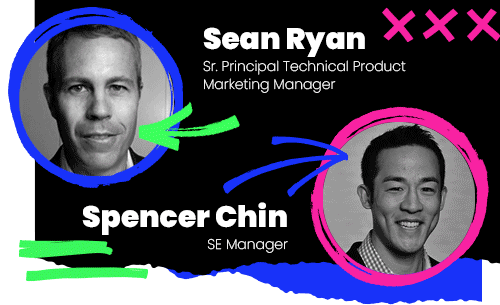 Sean Ryan
Sr. Principal Technical Product
Marketing Manager
Spencer Chin
SE Manager